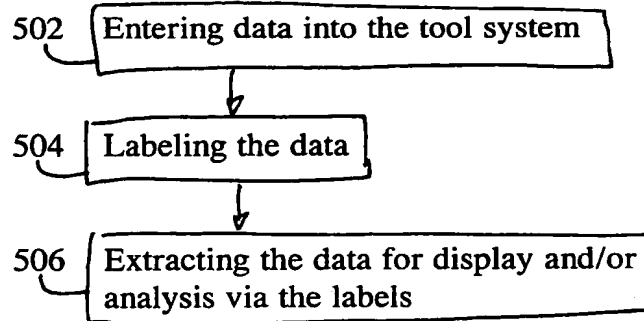 502 Entering data into the tool system
504 Labeling the data
506 Extracting the data for display and/or
analysis via the labels